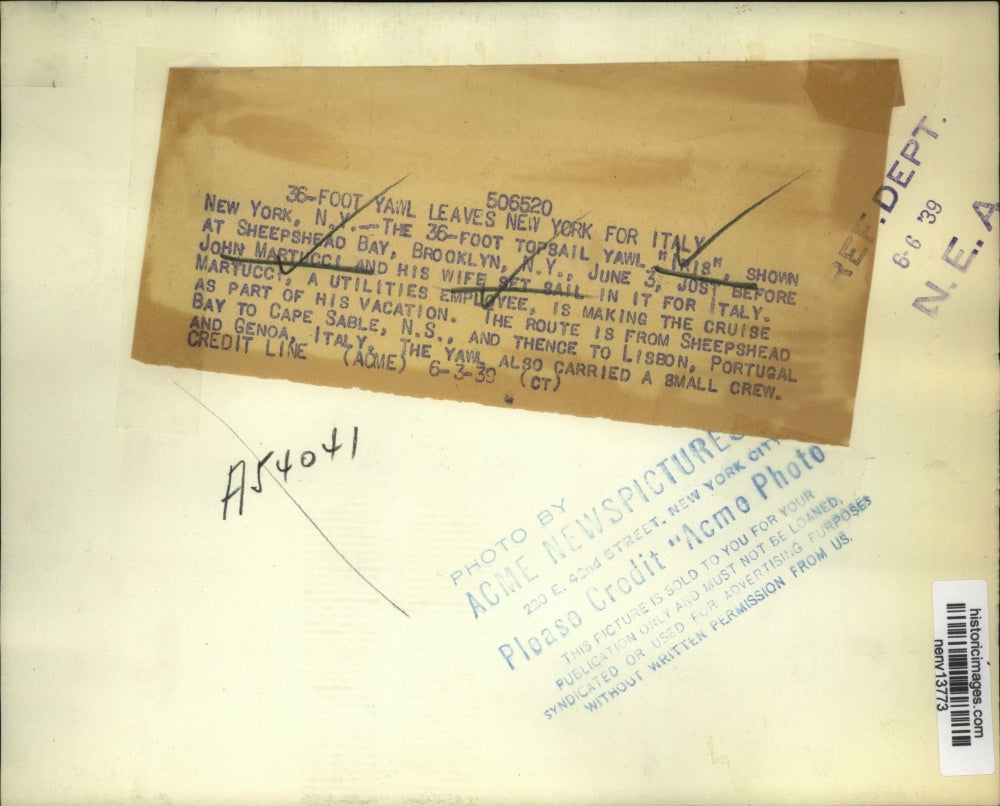 36-FOOT YAWL LEAVES NEW YORK FOR ITALY
506520
NEW YORK, N.Y.--THE 36-FOOT TOPSAIL YAWL, "IRIS", SHOWN
AT SHEEPSHEAD BAY, BROOKLYN, N.Y., JUNE 3, JUST BEFORE
JOHN MARTUCCI AND HIS WIFE SET SAIL IN IT FOR ITALY.
MARTUCCI, A UTILITIES EMPLOYEE, IS MAKING THE CRUISE
AS PART OF HIS VACATION. THE ROUTE IS FROM SHEEPSHEAD
BAY TO CAPE SABLE, N.S., AND THENCE TO LISBON, PORTUGAL
AND GENOA, ITALY. THE YAWL ALSO CARRIED A SMALL CREW.
CREDIT LINE (ACME) 6-3-39 (CT)
REF. DEPT.
6-6 '39
N.E.A
A54041
PHOTO BY
ACME NEWSPICTURES
220 E. 42nd STREET, NEW YORK CITY
Please Credit "Acme Photo
THIS PICTURE IS SOLD TO YOU FOR YOUR
PUBLICATION ONLY AND MUST NOT BE LOANED,
SYNDICATED OR USED FOR ADVERTISING PURPOSES
WITHOUT WRITTEN PERMISSION FROM US.
historicimages.com
nenv13773